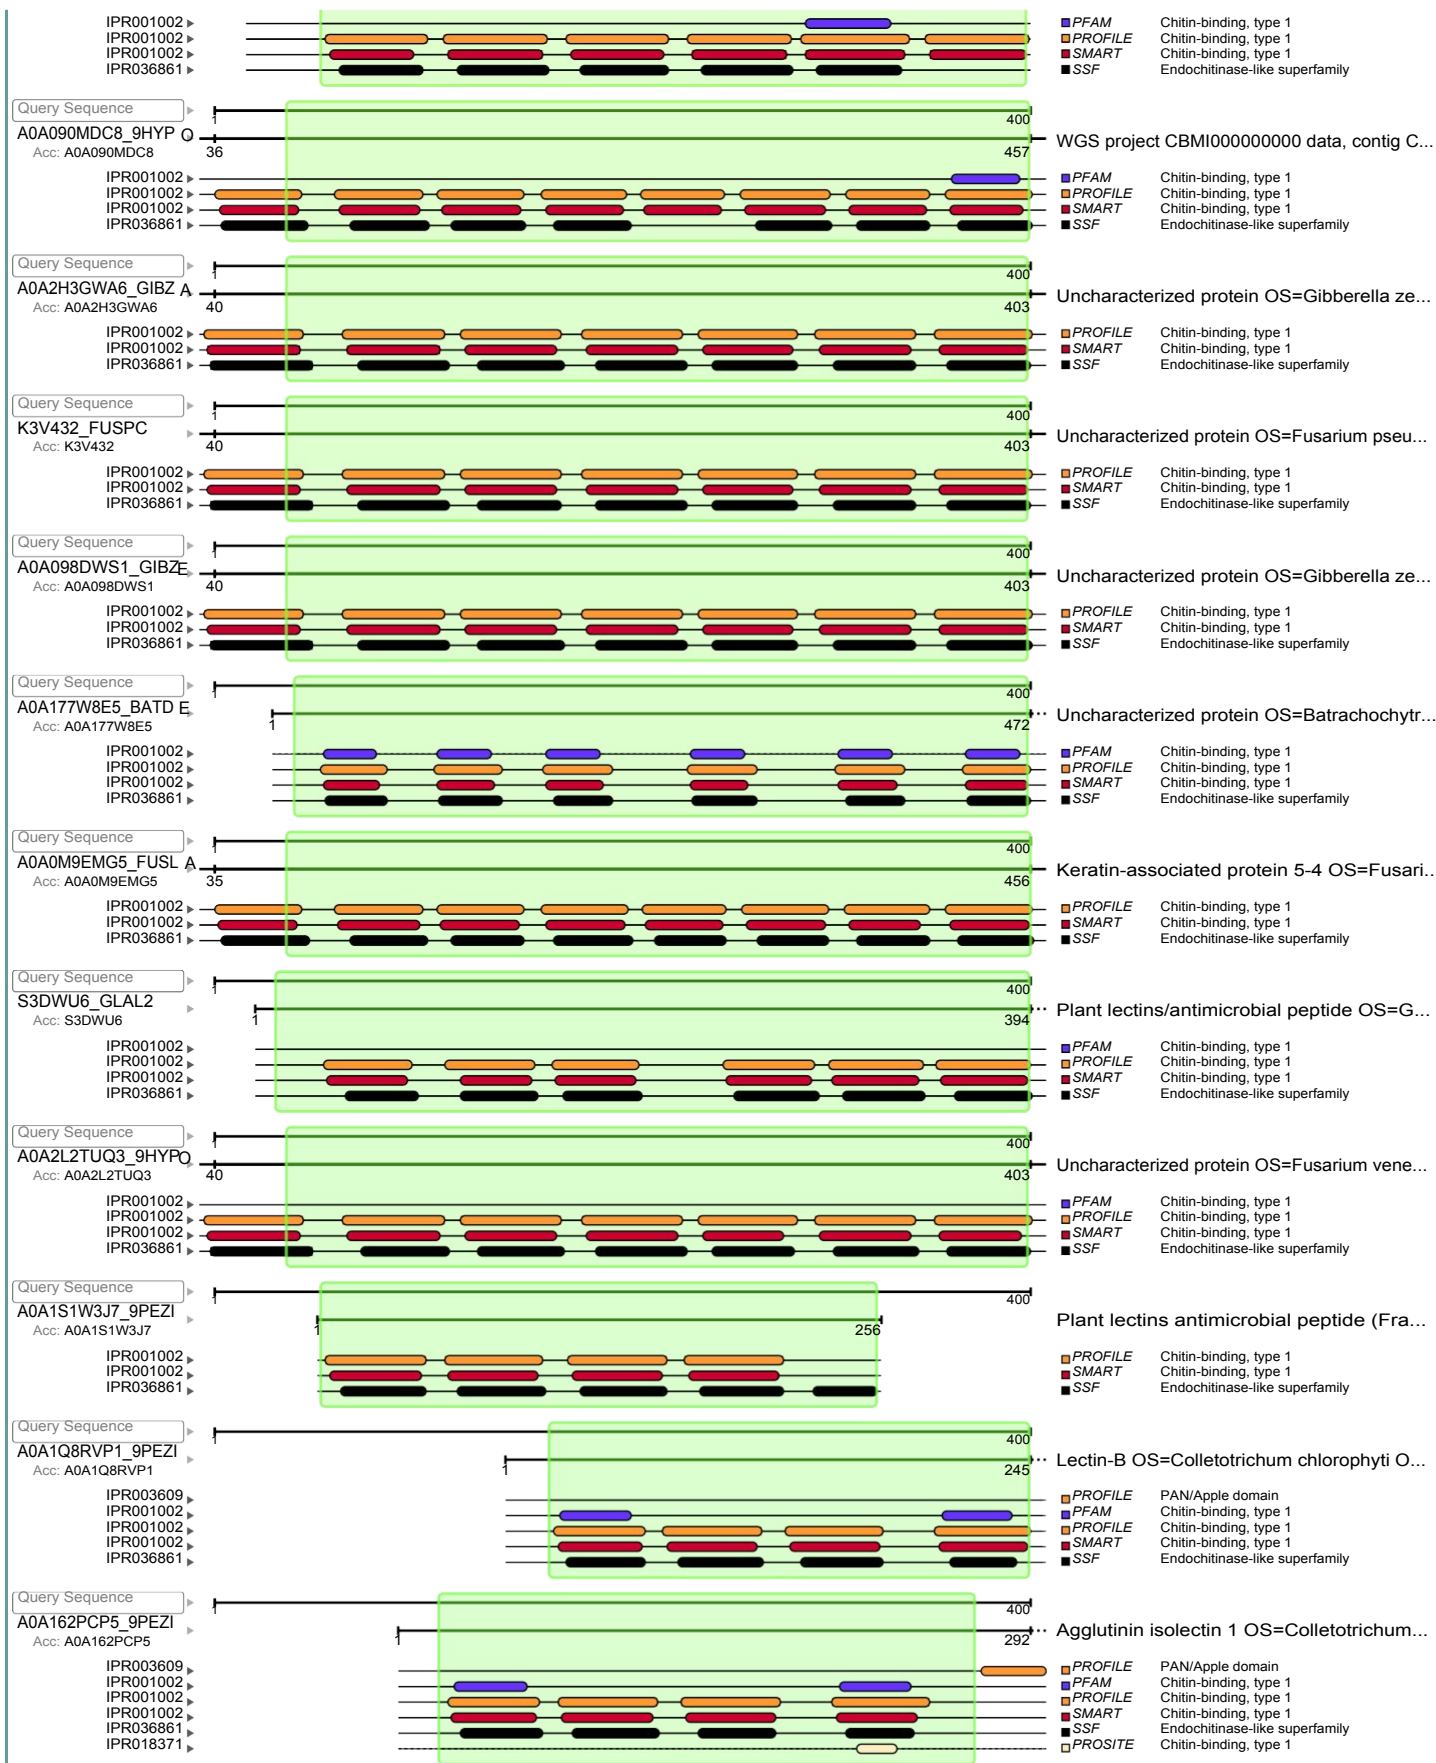 IPR001002 PFAM Chitin-binding, type 1
IPR001002 PROFILE Chitin-binding, type 1
IPR001002 SMART Chitin-binding, type 1
IPR036861 SSF Endochitinase-like superfamily
Query Sequence 1 400
A0A090MDC8_9HYP O WGS project CBMI000000000 data, contig C...
Acc: A0A090MDC8 36 457
IPR001002 PFAM Chitin-binding, type 1
IPR001002 PROFILE Chitin-binding, type 1
IPR001002 SMART Chitin-binding, type 1
IPR036861 SSF Endochitinase-like superfamily
Query Sequence 1 400
A0A2H3GWA6_GIBZ A Uncharacterized protein OS=Gibberella ze...
Acc: A0A2H3GWA6 40 403
IPR001002 PROFILE Chitin-binding, type 1
IPR001002 SMART Chitin-binding, type 1
IPR036861 SSF Endochitinase-like superfamily
Query Sequence 1 400
K3V432_FUSPC Uncharacterized protein OS=Fusarium pseu...
Acc: K3V432 40 403
IPR001002 PROFILE Chitin-binding, type 1
IPR001002 SMART Chitin-binding, type 1
IPR036861 SSF Endochitinase-like superfamily
Query Sequence 1 400
A0A098DWS1_GIBZE Uncharacterized protein OS=Gibberella ze...
Acc: A0A098DWS1 40 403
IPR001002 PROFILE Chitin-binding, type 1
IPR001002 SMART Chitin-binding, type 1
IPR036861 SSF Endochitinase-like superfamily
Query Sequence 1 400
A0A177W8E5_BATD E Uncharacterized protein OS=Batrachochytr...
Acc: A0A177W8E5 1 472
IPR001002 PFAM Chitin-binding, type 1
IPR001002 PROFILE Chitin-binding, type 1
IPR001002 SMART Chitin-binding, type 1
IPR036861 SSF Endochitinase-like superfamily
Query Sequence 1 400
A0A0M9EMG5_FUSL A Keratin-associated protein 5-4 OS=Fusari..
Acc: A0A0M9EMG5 35 456
IPR001002 PROFILE Chitin-binding, type 1
IPR001002 SMART Chitin-binding, type 1
IPR036861 SSF Endochitinase-like superfamily
Query Sequence 1 400
S3DWU6_GLAL2 Plant lectins/antimicrobial peptide OS=G...
Acc: S3DWU6 1 394
IPR001002 PFAM Chitin-binding, type 1
IPR001002 PROFILE Chitin-binding, type 1
IPR001002 SMART Chitin-binding, type 1
IPR036861 SSF Endochitinase-like superfamily
Query Sequence 1 400
A0A2L2TUQ3_9HYPO Uncharacterized protein OS=Fusarium vene...
Acc: A0A2L2TUQ3 40 403
IPR001002 PFAM Chitin-binding, type 1
IPR001002 PROFILE Chitin-binding, type 1
IPR001002 SMART Chitin-binding, type 1
IPR036861 SSF Endochitinase-like superfamily
Query Sequence 1 400
A0A1S1W3J7_9PEZI Plant lectins antimicrobial peptide (Fra...
Acc: A0A1S1W3J7 1 256
IPR001002 PROFILE Chitin-binding, type 1
IPR001002 SMART Chitin-binding, type 1
IPR036861 SSF Endochitinase-like superfamily
Query Sequence 1 400
A0A1Q8RVP1_9PEZI Lectin-B OS=Colletotrichum chlorophyti O...
Acc: A0A1Q8RVP1 1 245
IPR003609 PROFILE PAN/Apple domain
IPR001002 PFAM Chitin-binding, type 1
IPR001002 PROFILE Chitin-binding, type 1
IPR001002 SMART Chitin-binding, type 1
IPR036861 SSF Endochitinase-like superfamily
Query Sequence 1 400
A0A162PCP5_9PEZI Agglutinin isolectin 1 OS=Colletotrichum...
Acc: A0A162PCP5 1 292
IPR003609 PROFILE PAN/Apple domain
IPR001002 PFAM Chitin-binding, type 1
IPR001002 PROFILE Chitin-binding, type 1
IPR001002 SMART Chitin-binding, type 1
IPR036861 SSF Endochitinase-like superfamily
IPR018371 PROSITE Chitin-binding, type 1